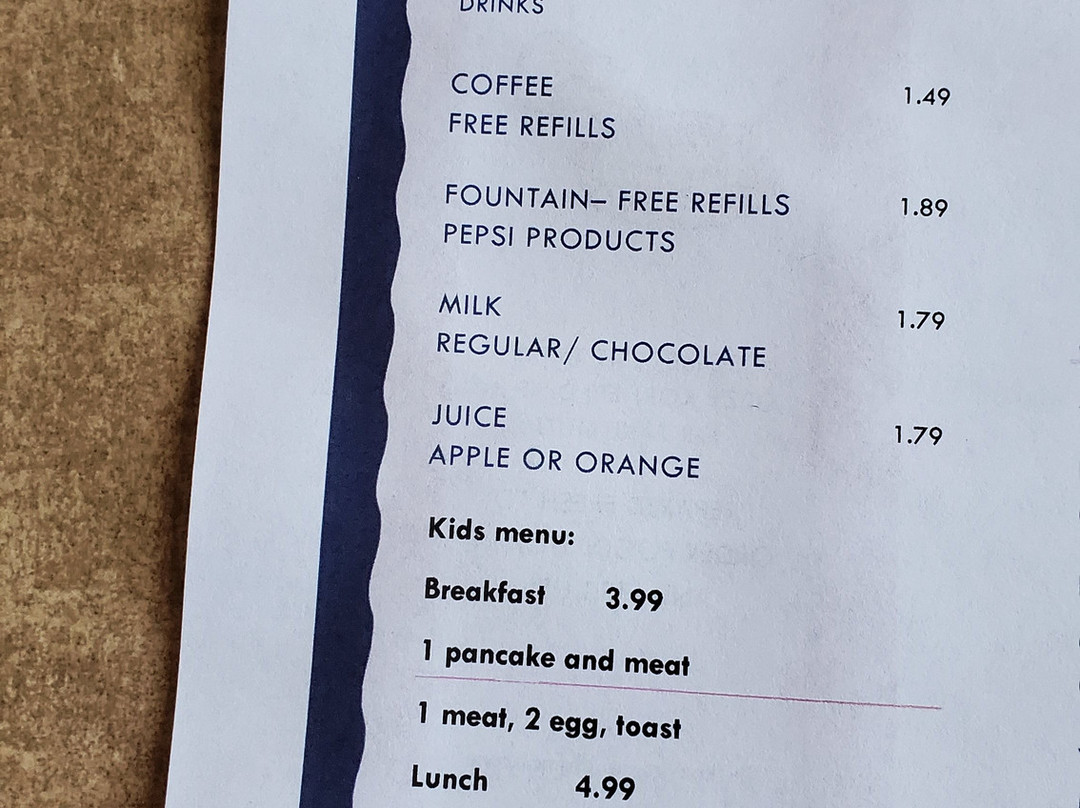 DRINKS
COFFEE 1.49
FREE REFILLS
FOUNTAIN– FREE REFILLS 1.89
PEPSI PRODUCTS
MILK 1.79
REGULAR/ CHOCOLATE
JUICE 1.79
APPLE OR ORANGE
Kids menu:
Breakfast 3.99
1 pancake and meat
1 meat, 2 egg, toast
Lunch 4.99